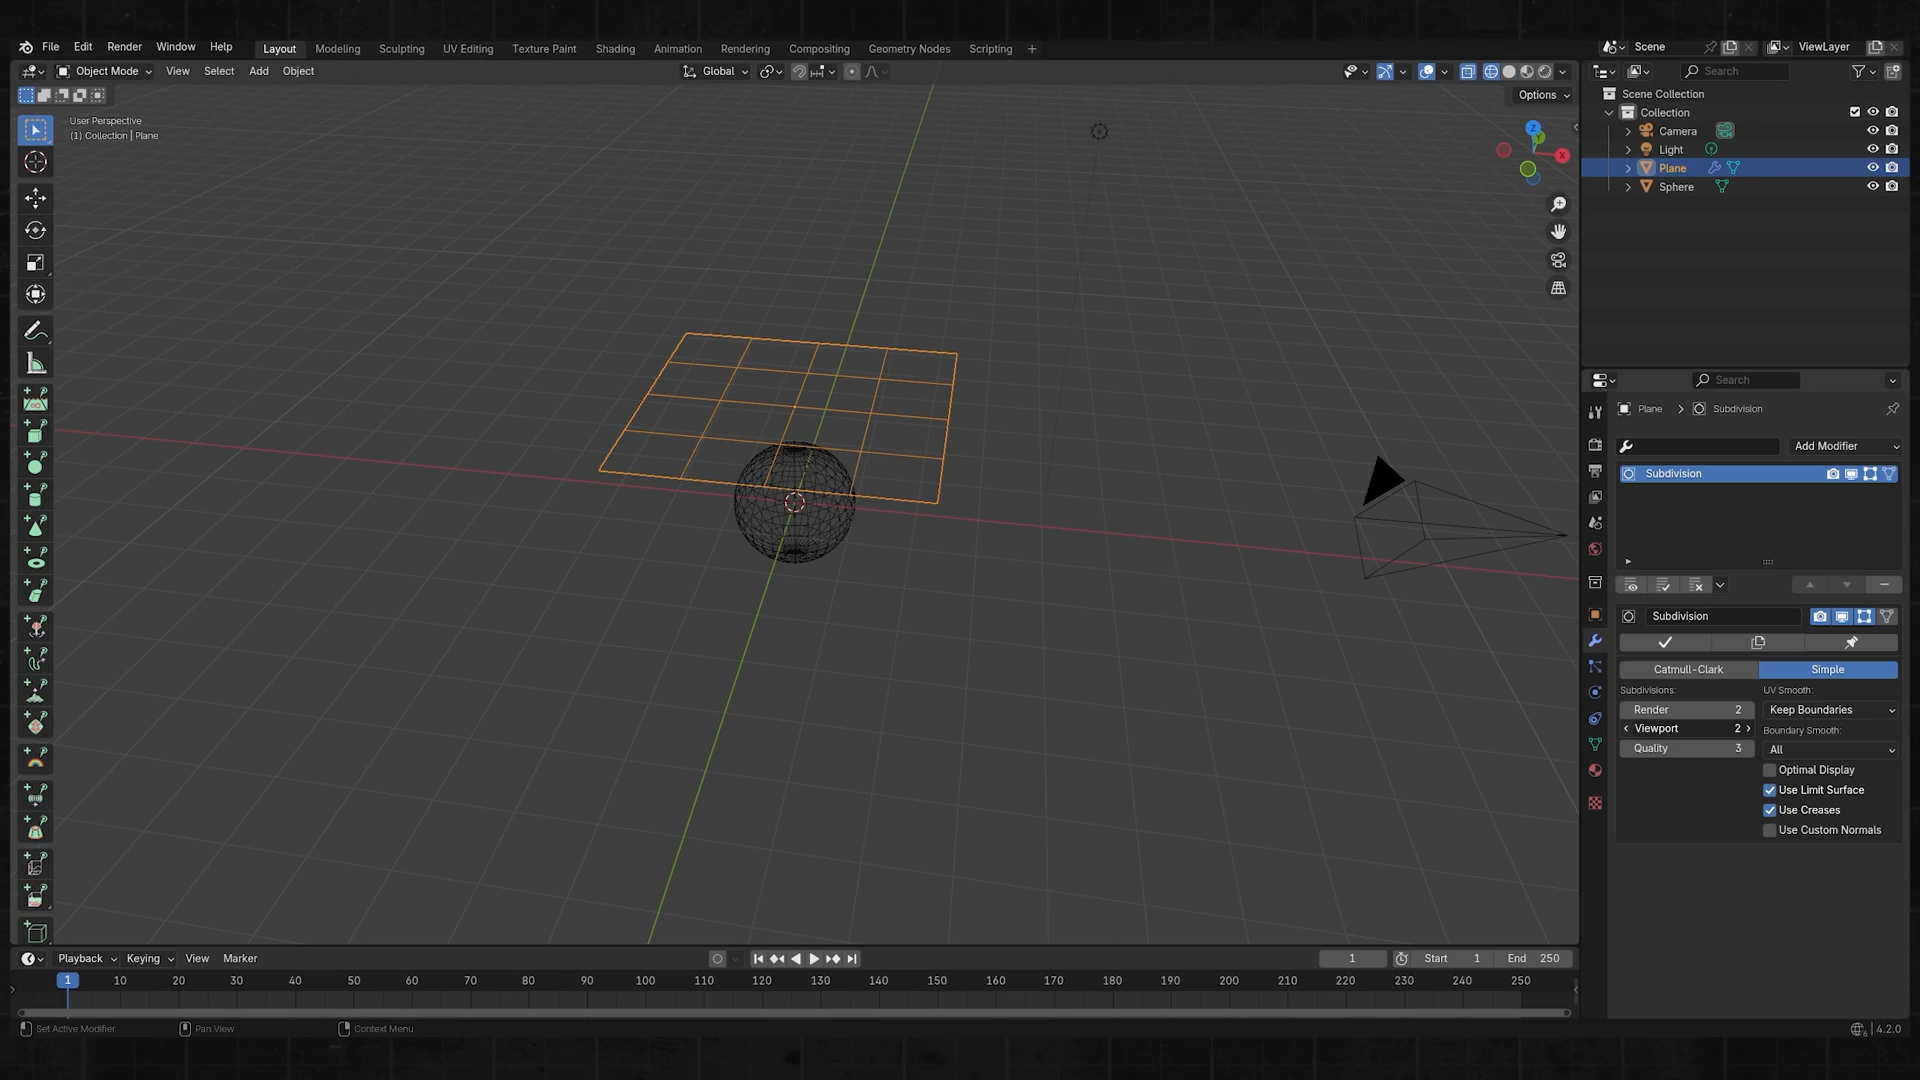 File Edit Render Window Help Layout Modeling Sculpting UV Editing Texture Paint Shading Animation Rendering Compositing Geometry Nodes Scripting + Scene ViewLayer
Object Mode View Select Add Object Global Search
Options
User Perspective
(1) Collection | Plane
Z
Y
X
Scene Collection
Collection
Camera
Light
Plane
Sphere
Search
Plane > Subdivision
Add Modifier
Subdivision
Subdivision
Catmull-Clark Simple
Subdivisions: UV Smooth:
Render 2 Keep Boundaries
Viewport 2 Boundary Smooth:
Quality 3 All
Optimal Display
Use Limit Surface
Use Creases
Use Custom Normals
Playback Keying View Marker 1 Start 1 End 250
1 10 20 30 40 50 60 70 80 90 100 110 120 130 140 150 160 170 180 190 200 210 220 230 240 250
Set Active Modifier Pan View Context Menu 4.2.0